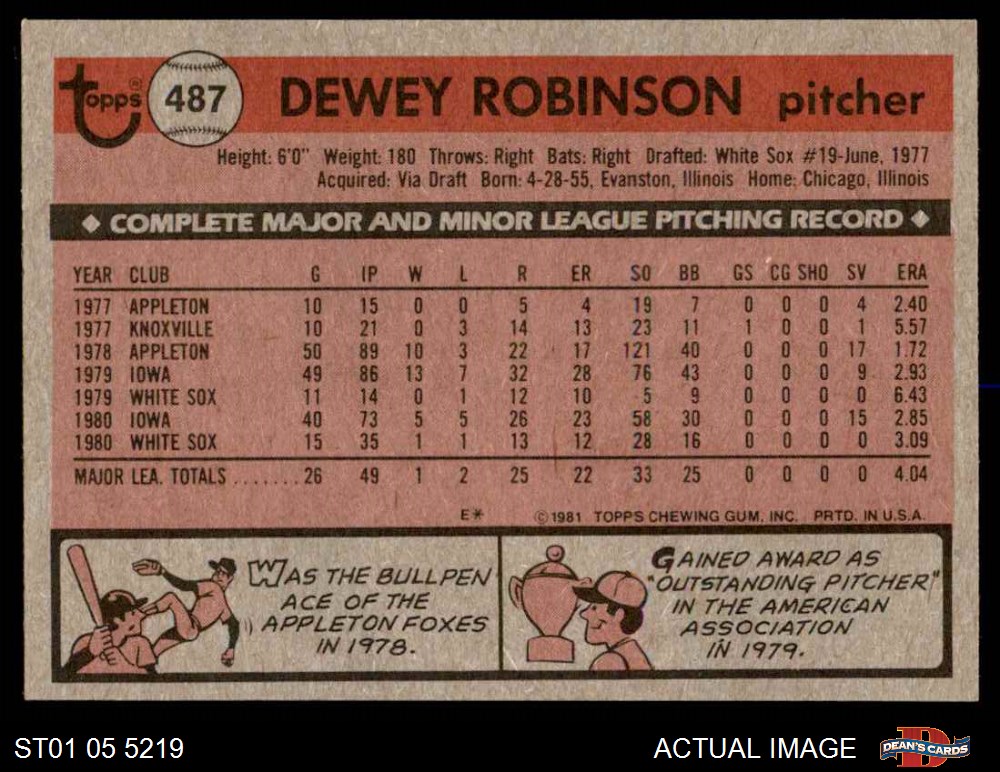 Topps® 487 DEWEY ROBINSON pitcher
Height: 6'0" Weight: 180 Throws: Right Bats: Right Drafted: White Sox #19-June, 1977
Acquired: Via Draft Born: 4-28-55, Evanston, Illinois Home: Chicago, Illinois
◆ COMPLETE MAJOR AND MINOR LEAGUE PITCHING RECORD ◆
YEAR CLUB G IP W L R ER SO BB GS CG SHO SV ERA
1977 APPLETON 10 15 0 0 5 4 19 7 0 0 0 4 2.40
1977 KNOXVILLE 10 21 0 3 14 13 23 11 1 0 0 1 5.57
1978 APPLETON 50 89 10 3 22 17 121 40 0 0 0 17 1.72
1979 IOWA 49 86 13 7 32 28 76 43 0 0 0 9 2.93
1979 WHITE SOX 11 14 0 1 12 10 5 9 0 0 0 0 6.43
1980 IOWA 40 73 5 5 26 23 58 30 0 0 0 15 2.85
1980 WHITE SOX 15 35 1 1 13 12 28 16 0 0 0 0 3.09
MAJOR LEA. TOTALS ....... 26 49 1 2 25 22 33 25 0 0 0 0 4.04
E* ©1981 TOPPS CHEWING GUM, INC. PRTD. IN U.S.A.
WAS THE BULLPEN
ACE OF THE
APPLETON FOXES
IN 1978.
GAINED AWARD AS
"OUTSTANDING PITCHER"
IN THE AMERICAN
ASSOCIATION
IN 1979.
ST01 05 5219 ACTUAL IMAGE D DEAN'S CARDS